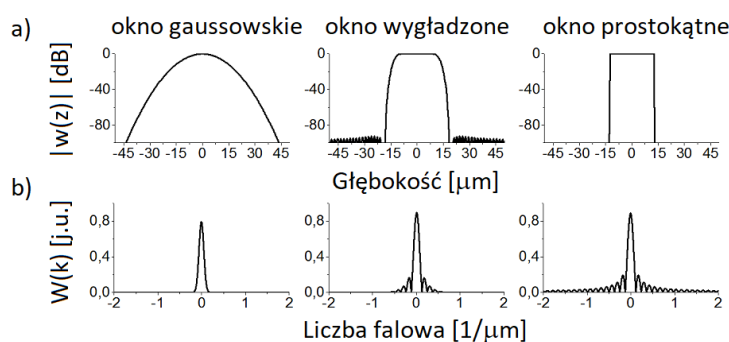 a) okno gaussowskie okno wygładzone okno prostokątne
|w(z)| [dB]
0 0 0
-40 -40 -40
-80 -80 -80
-45 -30 -15 0 15 30 45 -45 -30 -15 0 15 30 45 -45 -30 -15 0 15 30 45
Głębokość [µm]
b)
W(k) [j.u.]
0,8 0,8 0,8
0,4 0,4 0,4
0,0 0,0 0,0
-2 -1 0 1 2 -2 -1 0 1 2 -2 -1 0 1 2
Liczba falowa [1/µm]